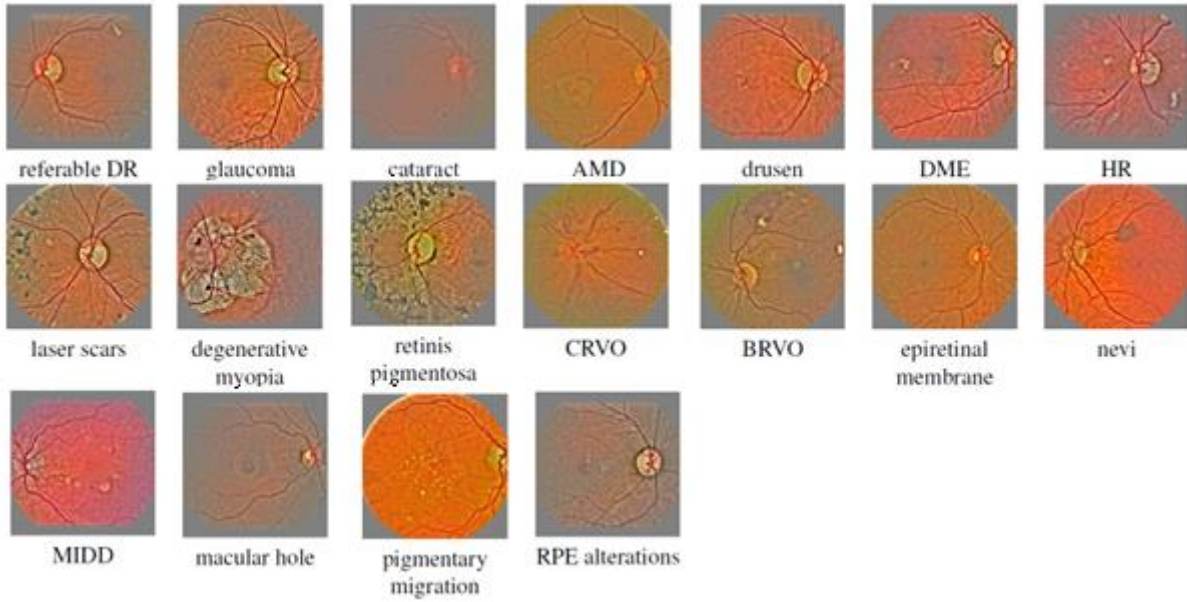 referable DR glaucoma cataract AMD drusen DME HR
laser scars degenerative myopia retinis pigmentosa CRVO BRVO epiretinal membrane nevi
MIDD macular hole pigmentary migration RPE alterations